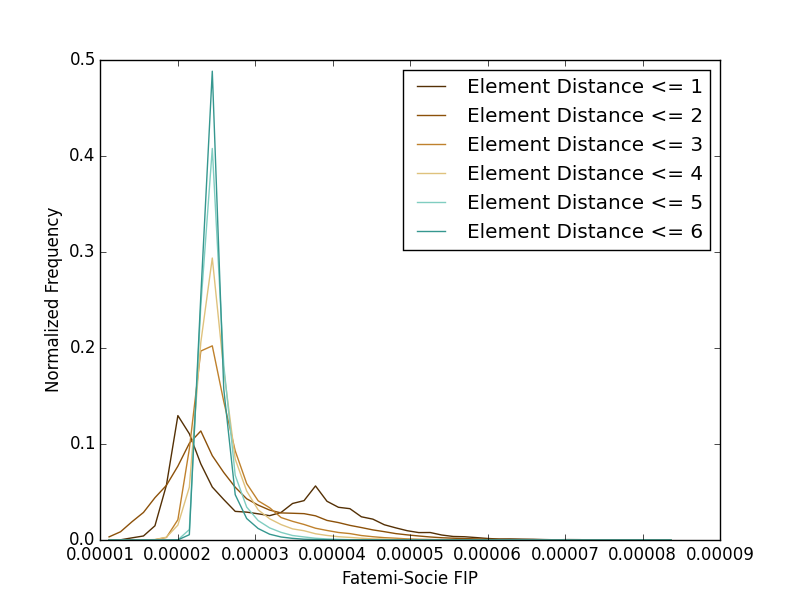 0.5
0.4
0.3
0.2
0.1
0.0
Normalized Frequency
Element Distance <= 1
Element Distance <= 2
Element Distance <= 3
Element Distance <= 4
Element Distance <= 5
Element Distance <= 6
0.00001 0.00002 0.00003 0.00004 0.00005 0.00006 0.00007 0.00008 0.00009
Fatemi-Socie FIP